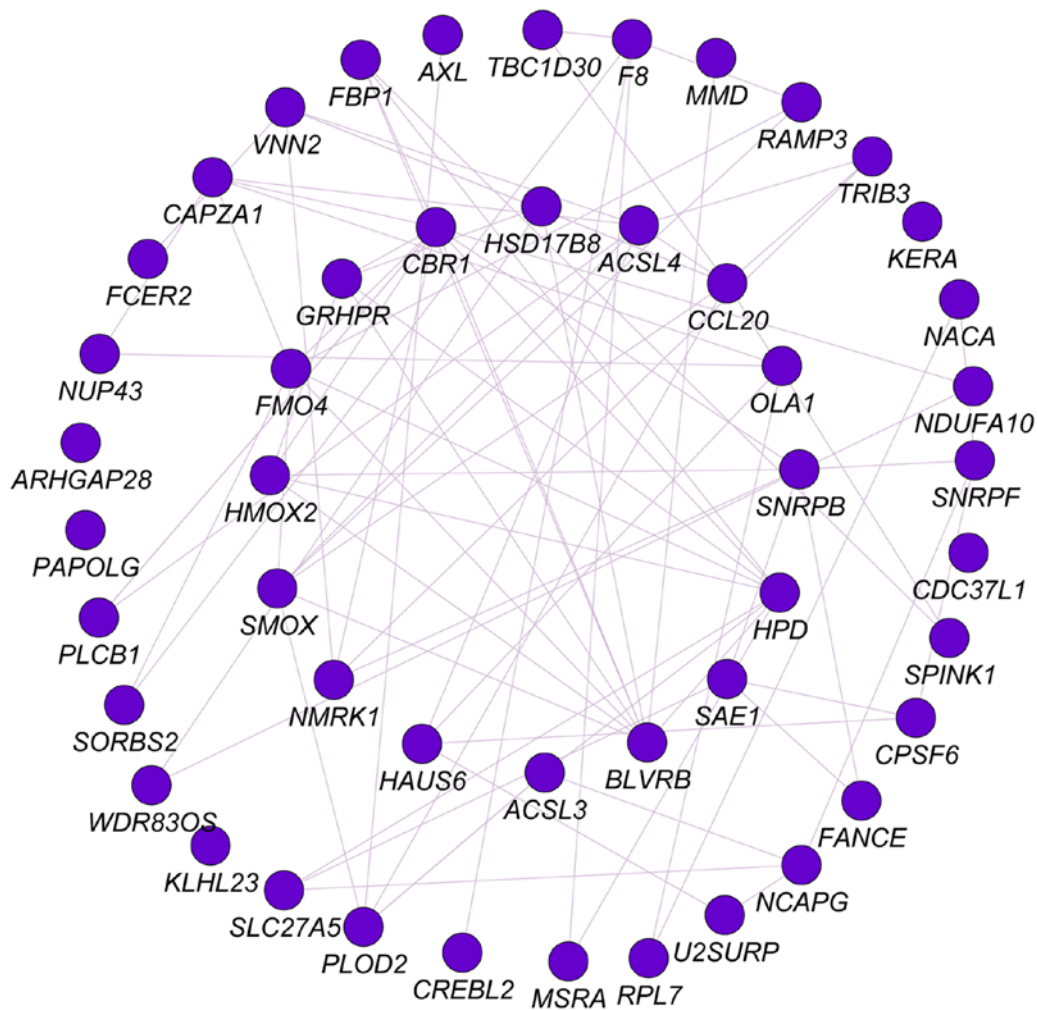 TBC1D30
F8
AXL
MMD
FBP1
RAMP3
VNN2
TRIB3
CAPZA1
HSD17B8
CBR1
ACSL4
KERA
FCER2
GRHPR
CCL20
NACA
NUP43
FMO4
OLA1
NDUFA10
ARHGAP28
HMOX2
SNRPB
SNRPF
PAPOLG
CDC37L1
SMOX
HPD
PLCB1
SPINK1
NMRK1
SAE1
SORBS2
HAUS6
BLVRB
CPSF6
ACSL3
WDR83OS
FANCE
KLHL23
NCAPG
SLC27A5
U2SURP
PLOD2
CREBL2
MSRA
RPL7